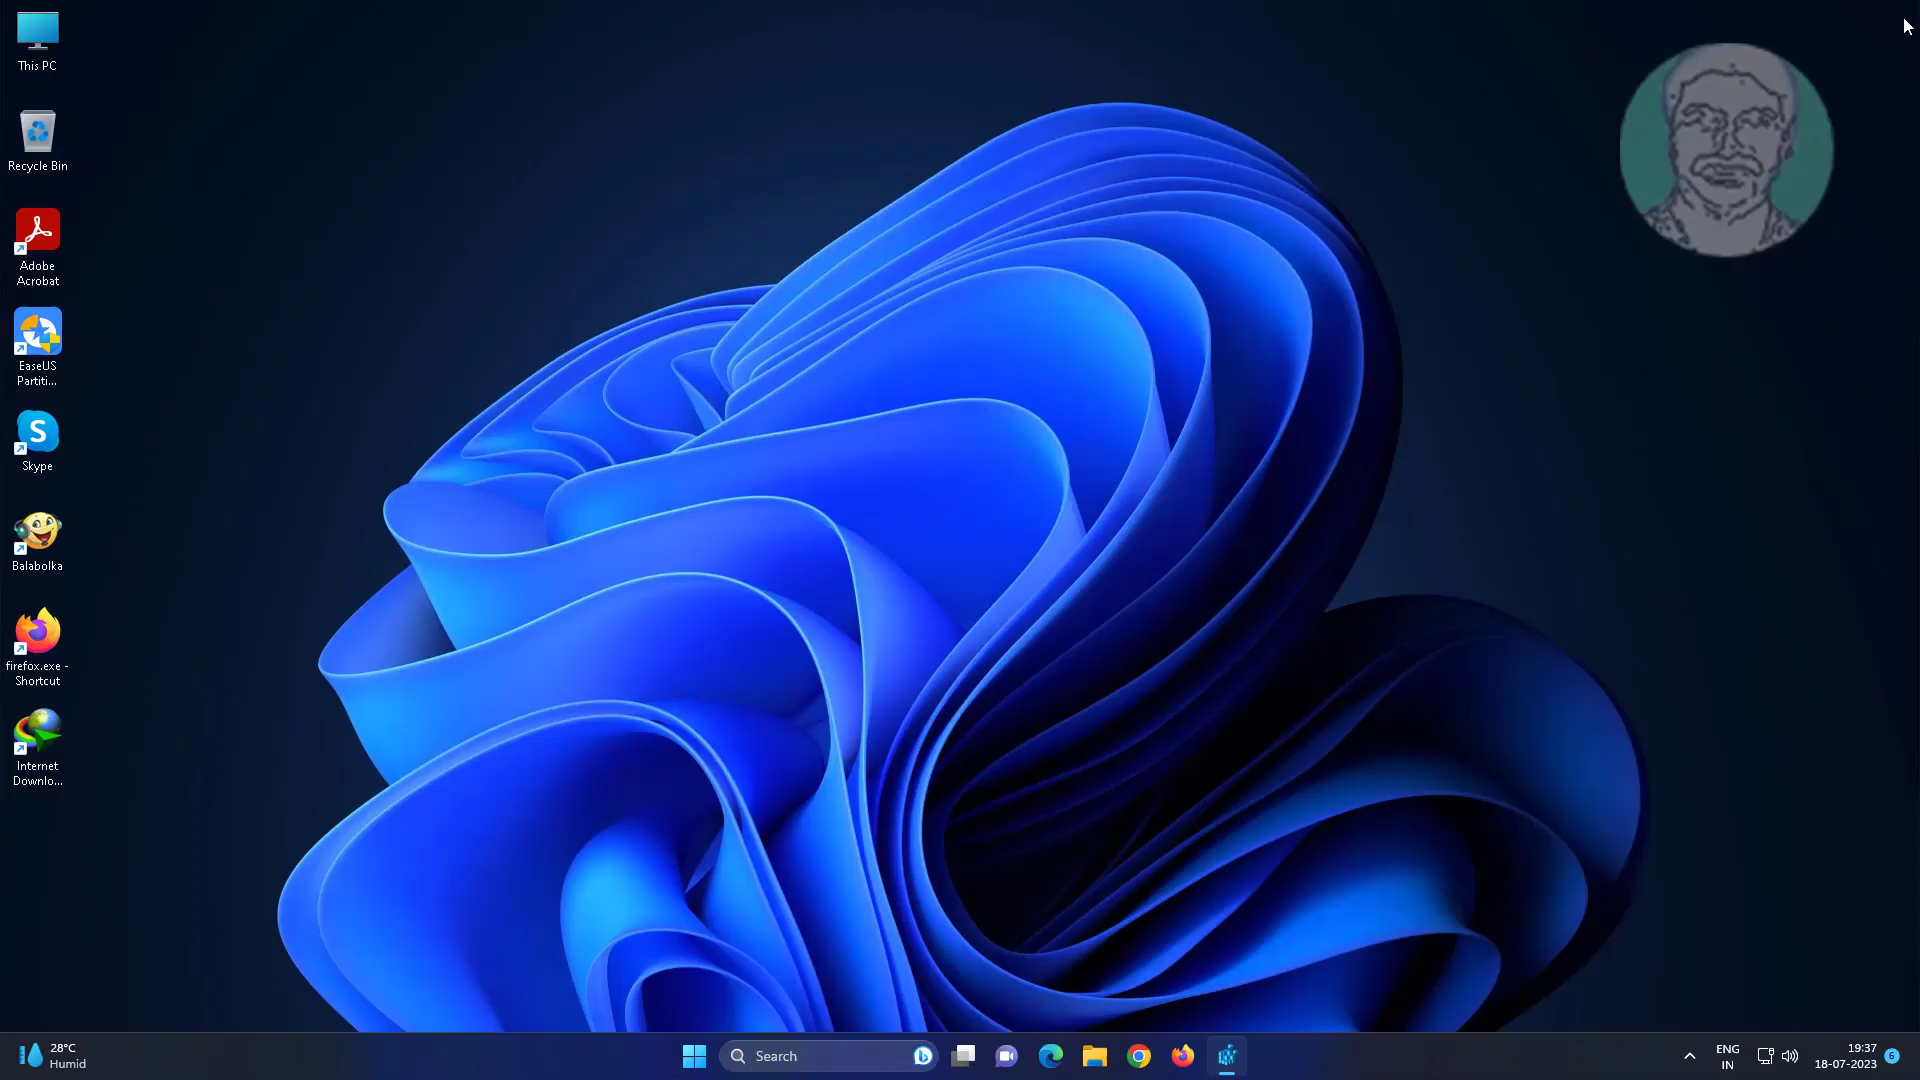 This PC
Recycle Bin
Adobe
Acrobat
EaseUS
Partiti...
S
Skype
Balabolka
firefox.exe -
Shortcut
Internet
Downlo...
28°C
Humid
Search
ENG
IN
19:37
18-07-2023
6